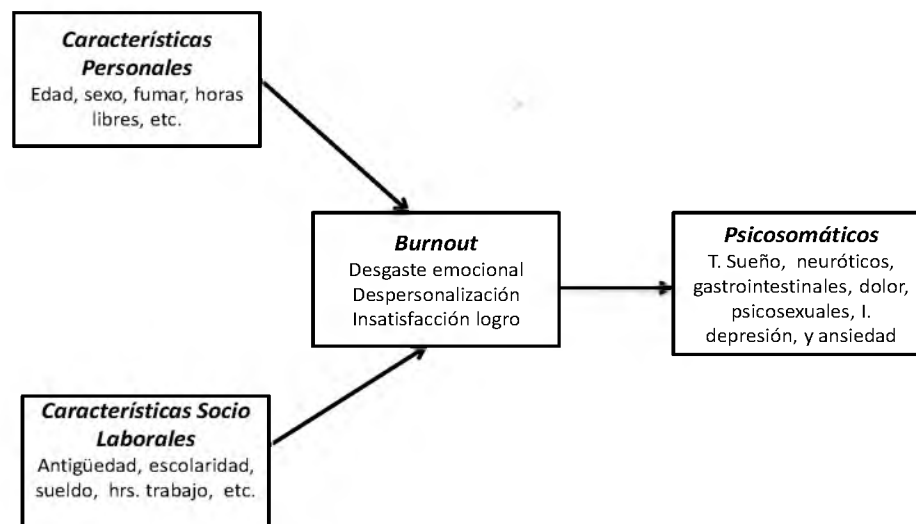 Características
Personales
Edad, sexo, fumar, horas
libres, etc.
Burnout
Desgaste emocional
Despersonalización
Insatisfacción logro
Psicosomáticos
T. Sueño, neuróticos,
gastrointestinales, dolor,
psicosexuales, I.
depresión, y ansiedad
Características Socio
Laborales
Antigüedad, escolaridad,
sueldo, hrs. trabajo, etc.